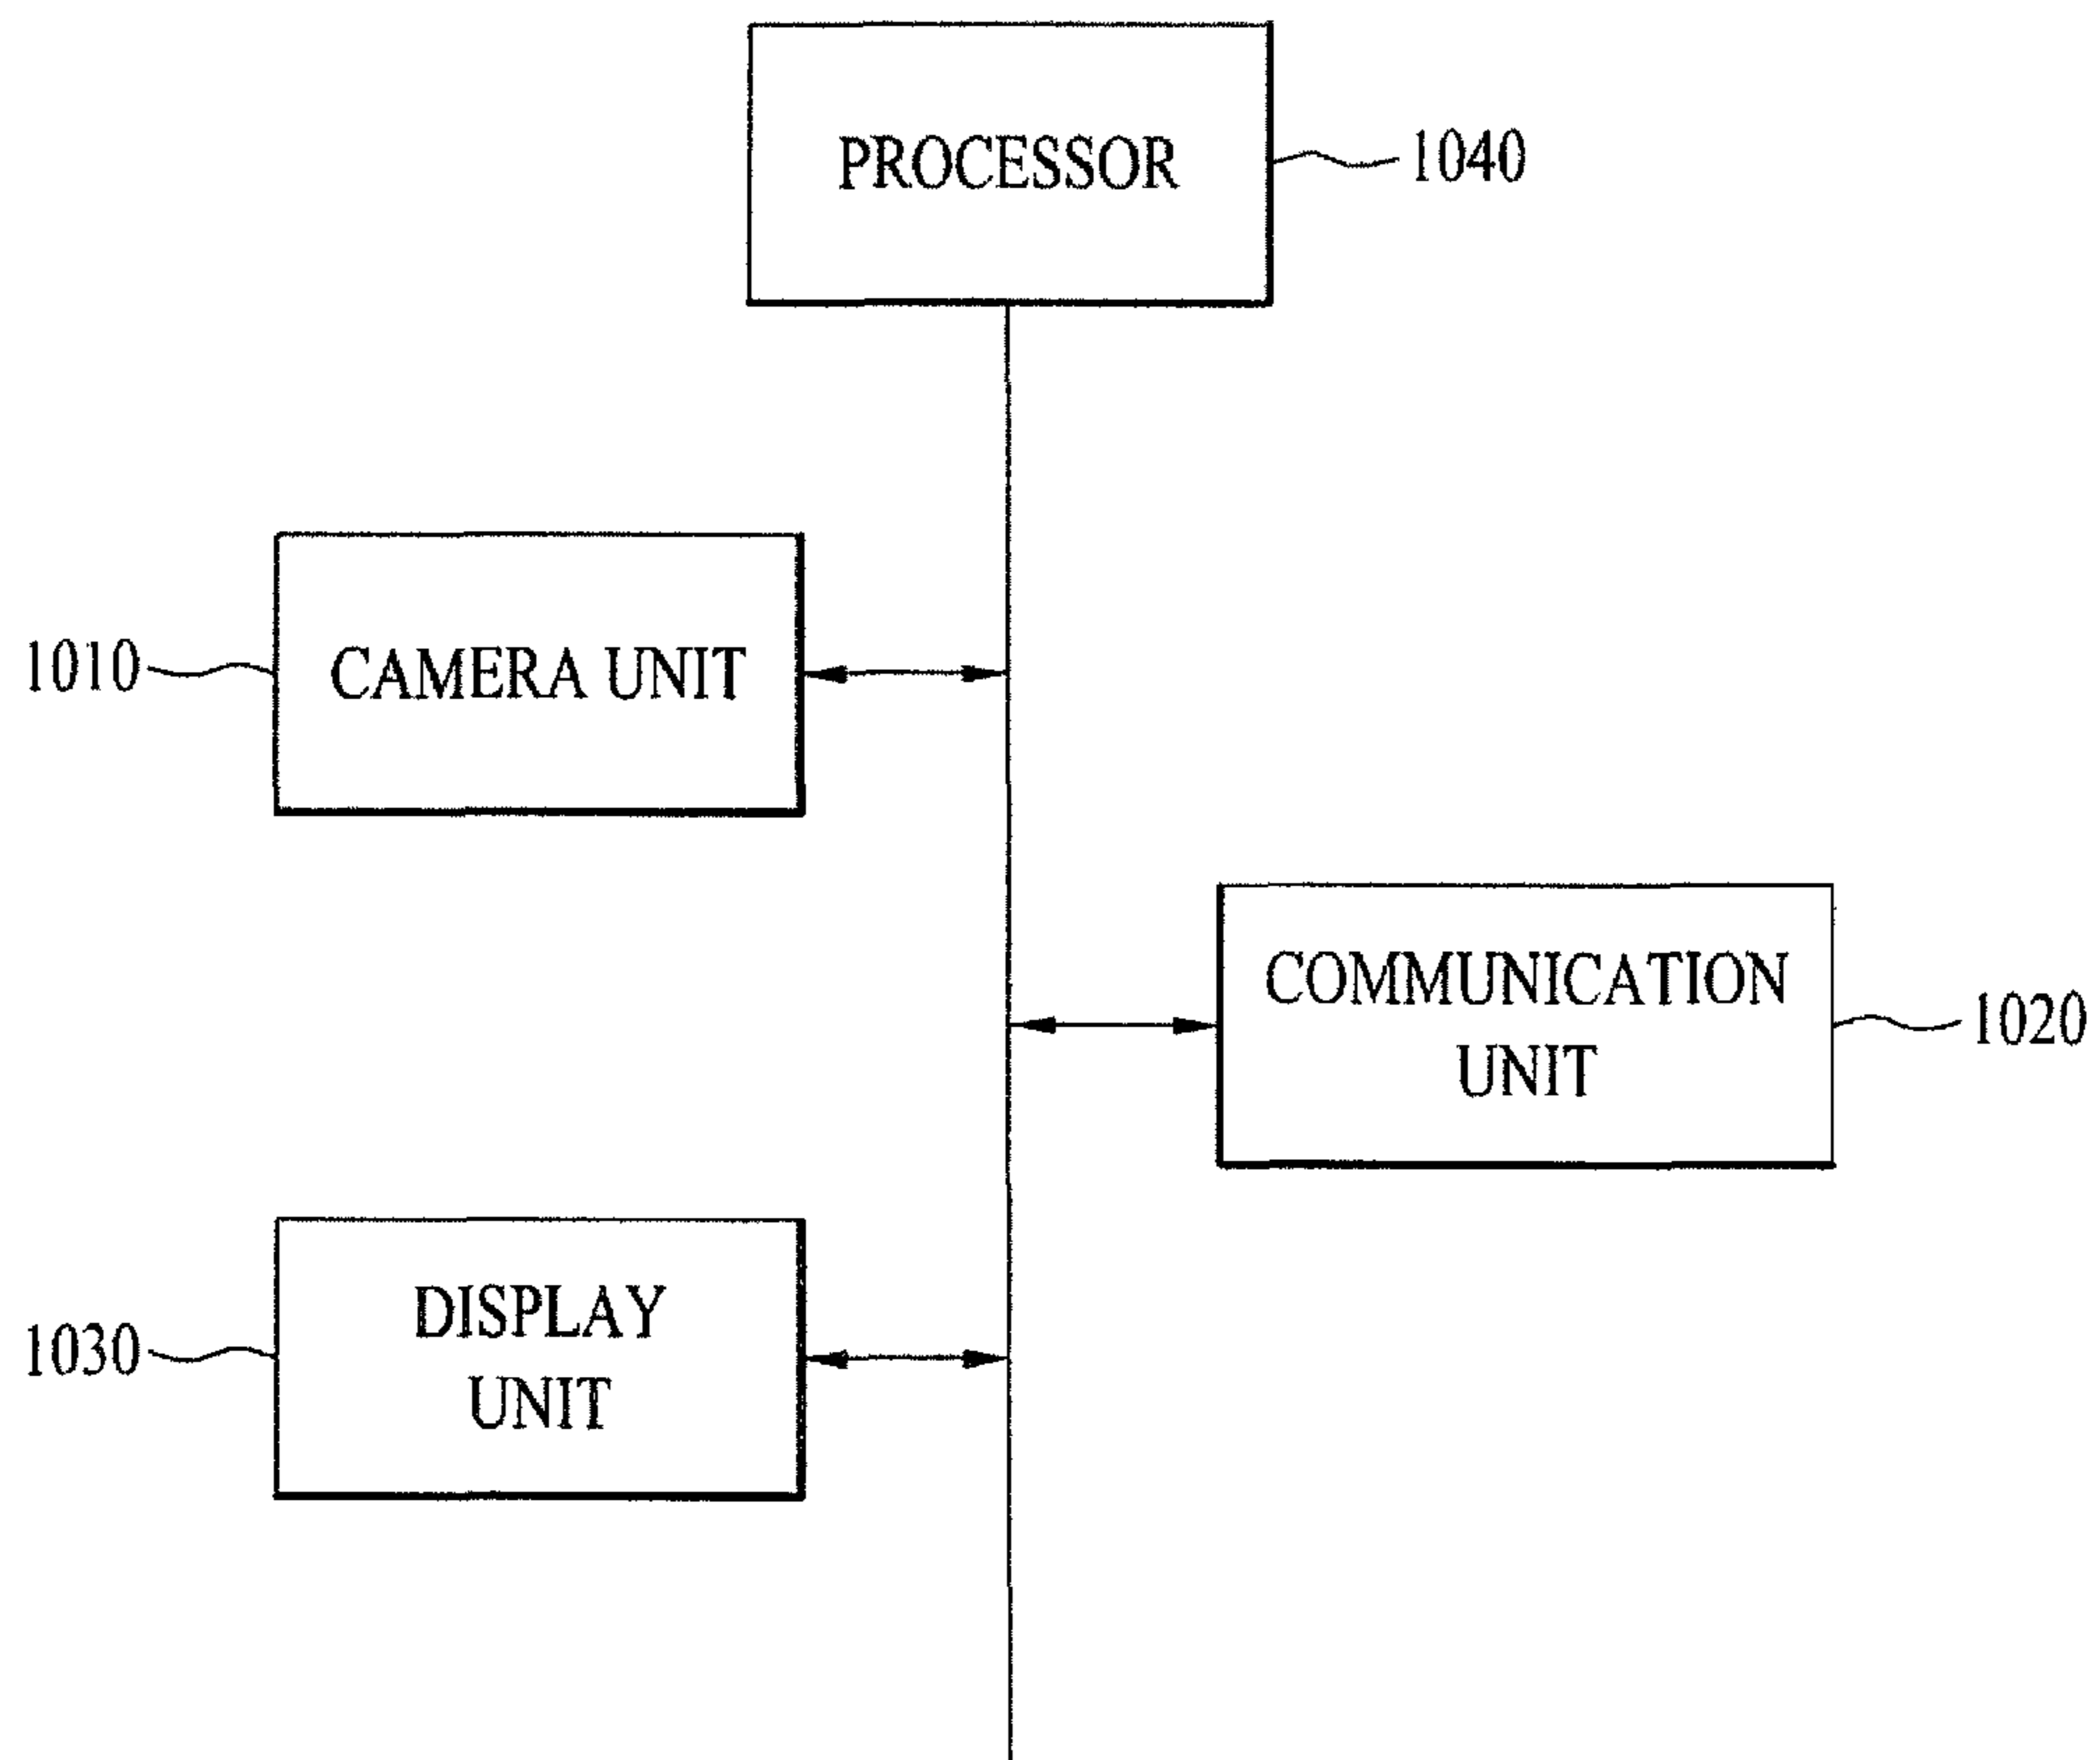 PROCESSOR
1040
1010
CAMERA UNIT
COMMUNICATION
UNIT
1020
1030
DISPLAY
UNIT